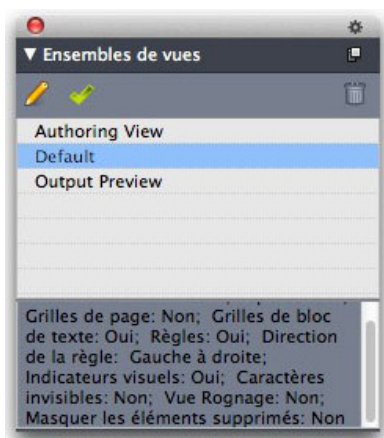 Ensembles de vues
Authoring View
Default
Output Preview
Grilles de page: Non; Grilles de bloc
de texte: Oui; Règles: Oui; Direction
de la règle: Gauche à droite;
Indicateurs visuels: Oui; Caractères
invisibles: Non; Vue Rognage: Non;
Masquer les éléments supprimés: Non